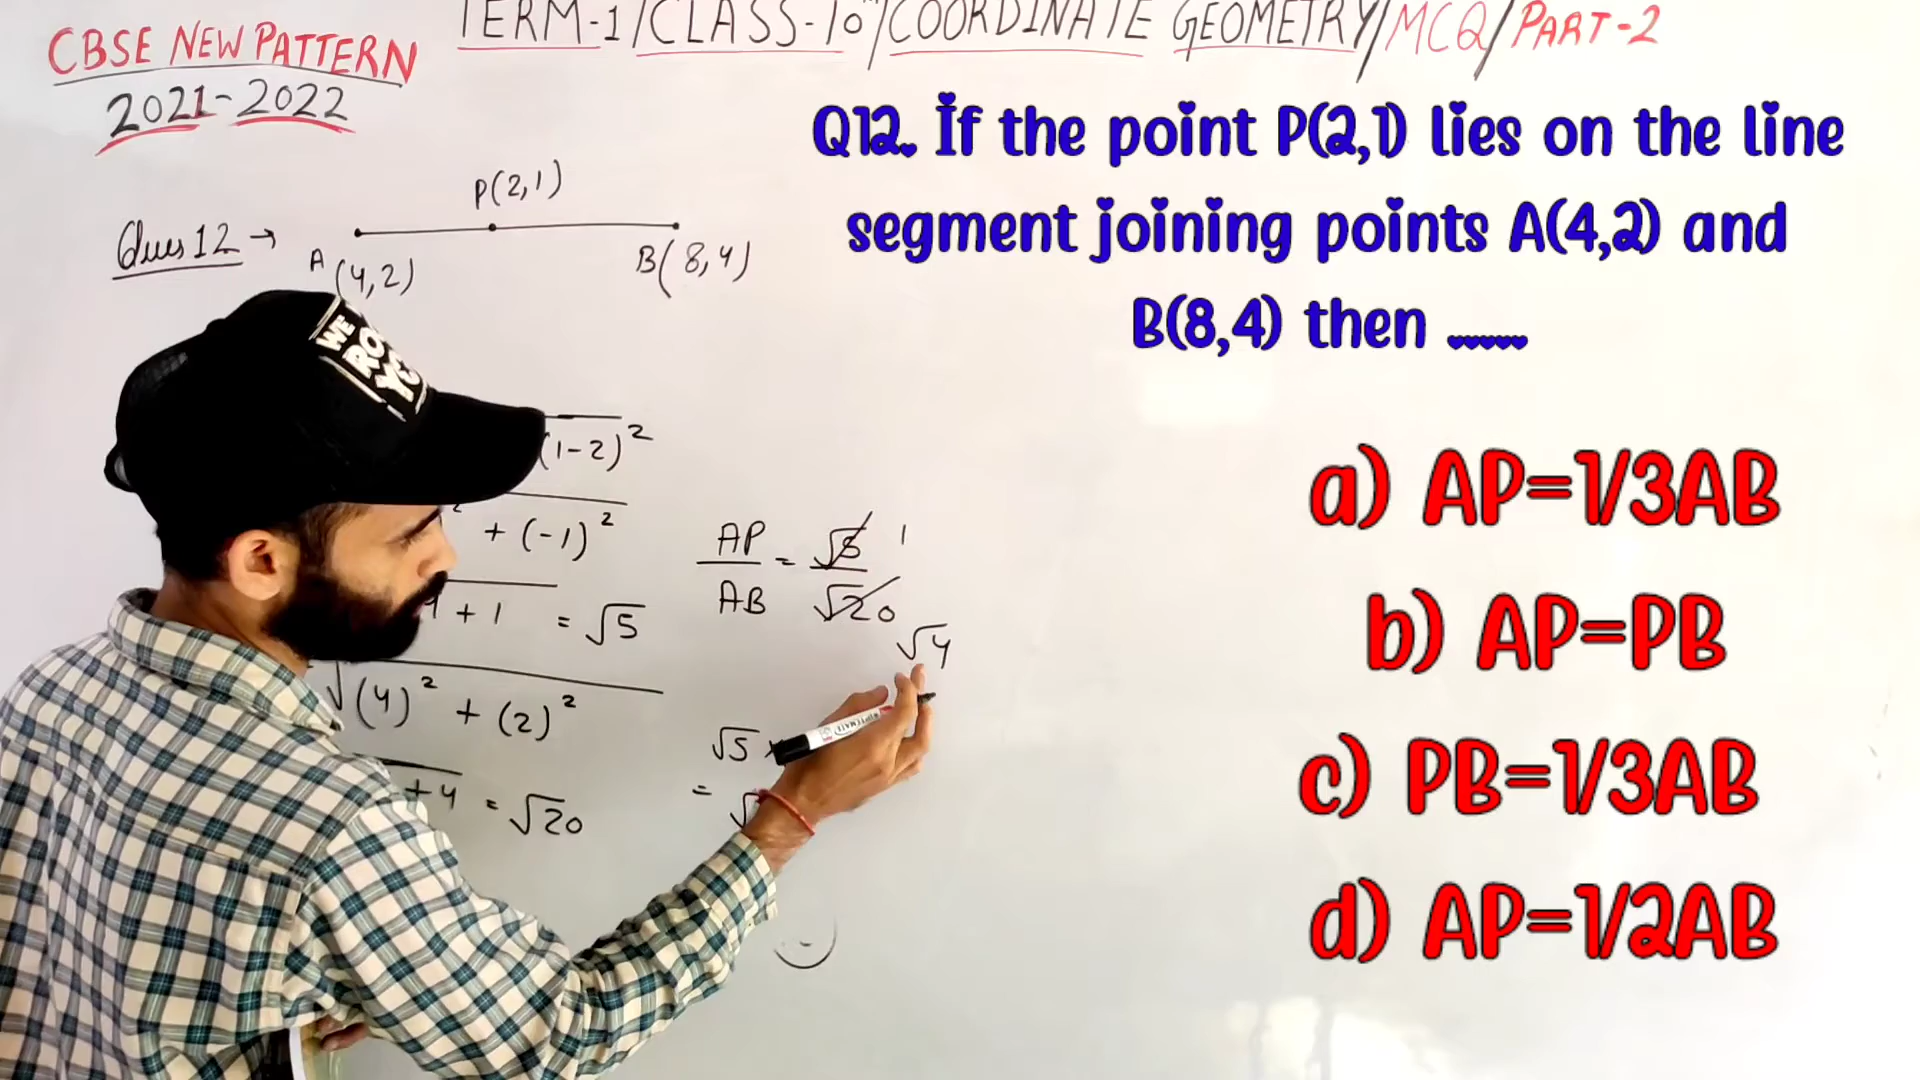 TERM-1/CLASS-10th/COORDINATE GEOMETRY/MCQ/PART-2
CBSE NEW PATTERN
2021-2022
Q12. If the point P(2,1) lies on the line
segment joining points A(4,2) and
B(8,4) then ......
P(2,1)
Ques 12 →
A (4,2)
B(8,4)
WE
(1-2)²
² + (-1)²
4 + 1 = √5
√(4)² + (2)²
+4 = √20
AP/AB = √5/√20 1
√4
√5 ×
= √
a) AP=1/3AB
b) AP=PB
c) PB=1/3AB
d) AP=1/2AB